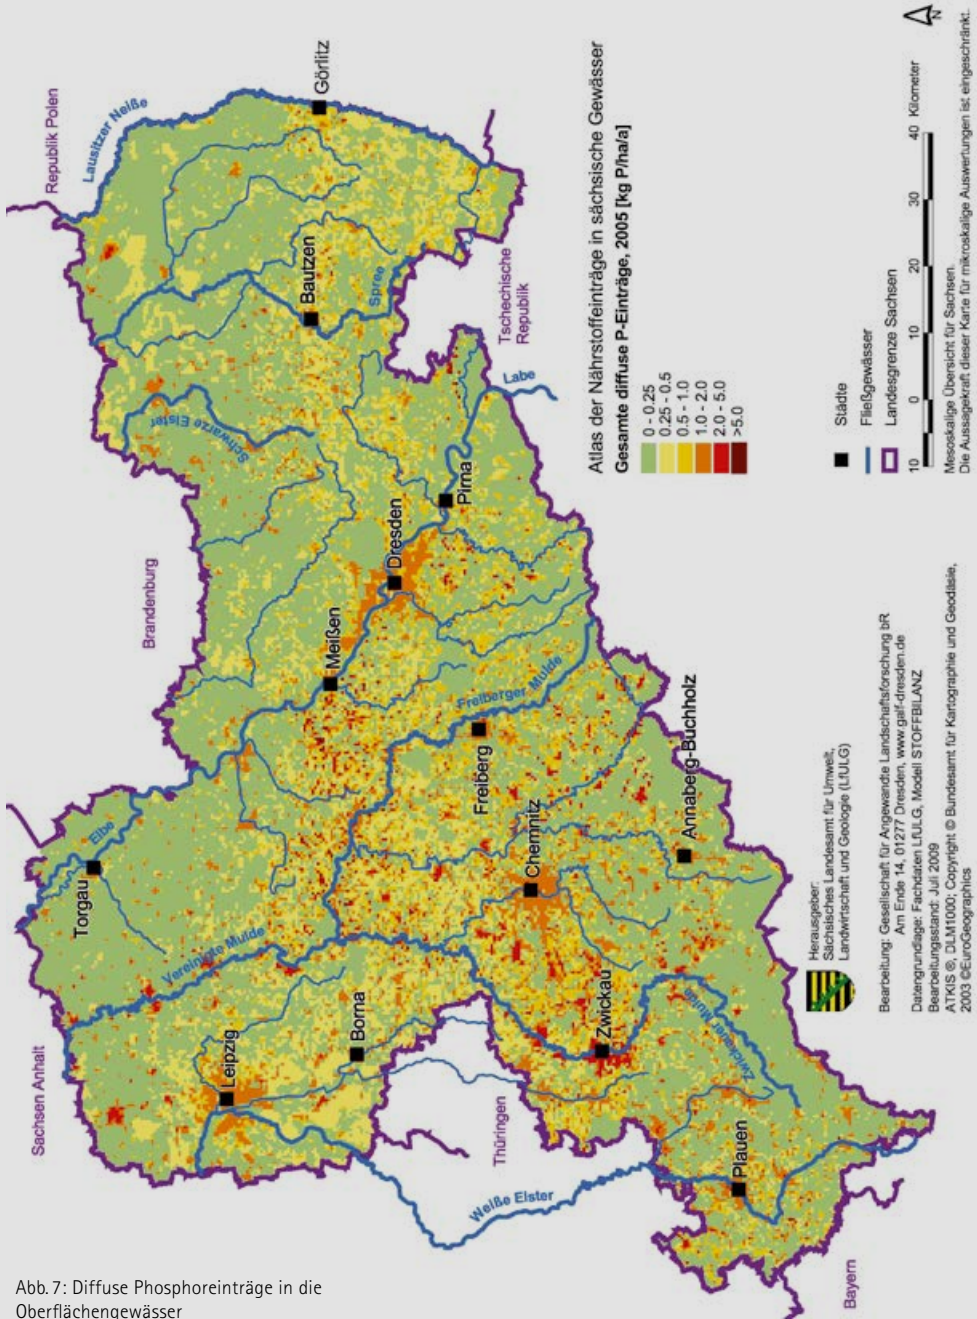 Atlas der Nährstoffeinträge in sächsische Gewässer
Gesamte diffuse P-Einträge, 2005 [kg P/ha/a]
0 - 0.25
0.25 - 0.5
0.5 - 1.0
1.0 - 2.0
2.0 - 5.0
>5.0
Städte
Fließgewässer
Landesgrenze Sachsen
10 0 10 20 30 40 Kilometer
N
Mesoskalige Übersicht für Sachsen.
Die Aussagekraft dieser Karte für mikroskalige Auswertungen ist eingeschränkt.
Sachsen Anhalt
Brandenburg
Republik Polen
Tschechische
Republik
Thüringen
Bayern
Torgau
Leipzig
Borna
Meißen
Dresden
Pirna
Bautzen
Görlitz
Freiberg
Chemnitz
Zwickau
Annaberg-Buchholz
Plauen
Elbe
Vereinigte Mulde
Schwarze Elster
Spree
Lausitzer Neiße
Labe
Freiberger Mulde
Zwickauer Mulde
Weiße Elster
Herausgeber:
Sächsisches Landesamt für Umwelt,
Landwirtschaft und Geologie (LfULG)
Bearbeitung: Gesellschaft für Angewandte Landschaftsforschung bR
Am Ende 14, 01277 Dresden, www.galf-dresden.de
Datengrundlage: Fachdaten LfULG, Modell STOFFBILANZ
Bearbeitungsstand: Juli 2009
ATKIS ®, DLM1000; Copyright © Bundesamt für Kartographie und Geodäsie,
2003 ©EuroGeographics
Abb. 7: Diffuse Phosphoreinträge in die
Oberflächengewässer